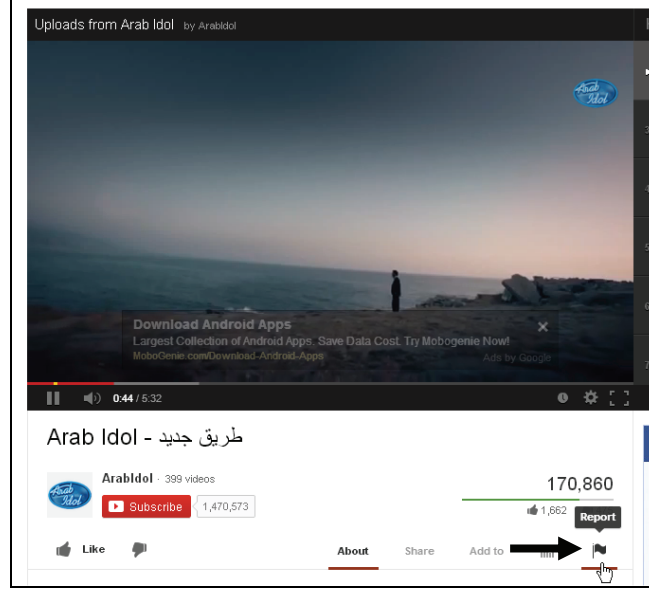 Uploads from Arab Idol by ArabIdol
Arab Idol
Download Android Apps
Largest Collection of Android Apps. Save Data Cost. Try Mobogenie Now!
MoboGenie.com/Download-Android-Apps Ads by Google
0:44 / 5:32
Arab Idol - طريق جديد
ArabIdol · 399 videos
Arab Idol
Subscribe 1,470,573
170,860
1,662
Report
Like About Share Add to